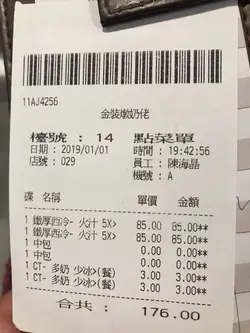 11AJ4256
金裝燉奶佬
檯號 : 14 點菜單
日期 : 2019/01/01 時間 : 19:42:56
店號 : 029 員工 : 陳海晶
機號 : A
碟 名稱 單價 金額
1 鐵厚西冷- 火汁 5X> 85.00 85.00**
1 鐵厚西冷- 火汁 5X> 85.00 85.00**
1 中包 0.00 0.00**
1 中包 0.00 0.00**
1 CT- 多奶 少冰>(餐) 3.00 3.00**
1 CT- 多奶 少冰>(餐) 3.00 3.00**
合共 : 176.00